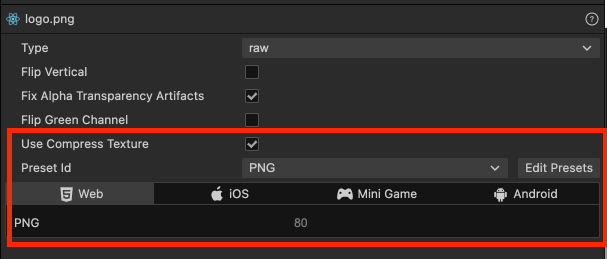 logo.png ?
Type raw
Flip Vertical
Fix Alpha Transparency Artifacts
Flip Green Channel
Use Compress Texture
Preset Id PNG Edit Presets
Web iOS Mini Game Android
PNG 80